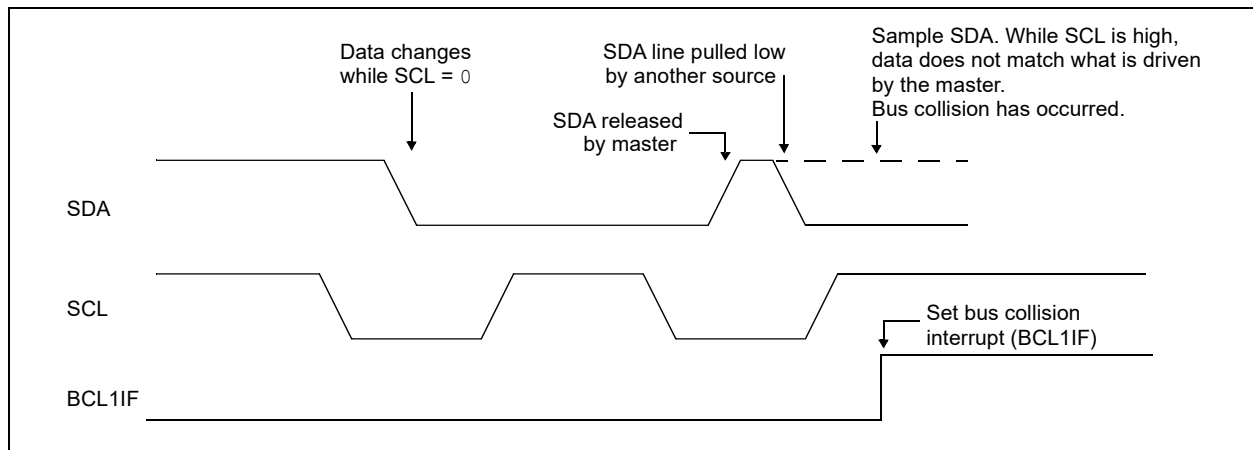 Data changes
while SCL = 0
SDA line pulled low
by another source
Sample SDA. While SCL is high,
data does not match what is driven
by the master.
Bus collision has occurred.
SDA released
by master
SDA
SCL
Set bus collision
interrupt (BCL1IF)
BCL1IF